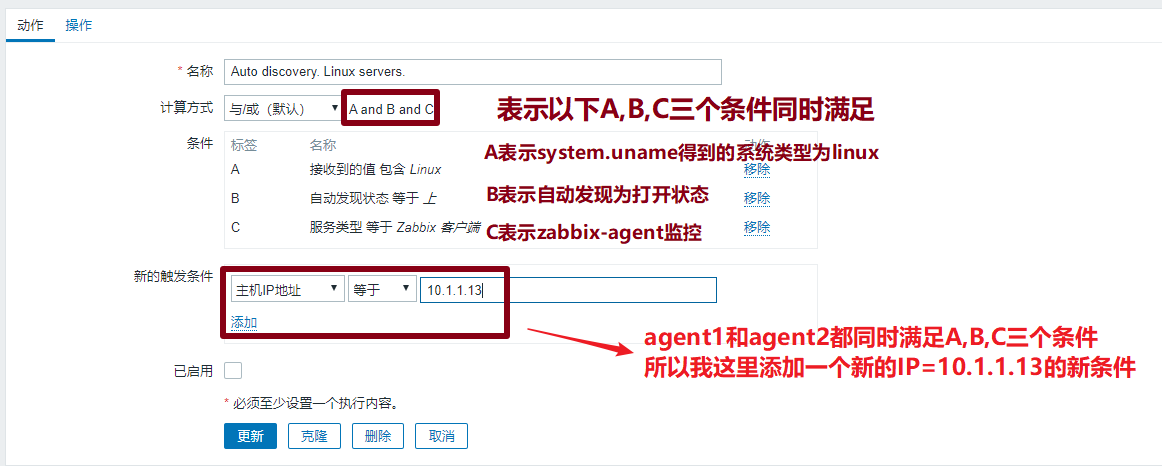 动作 操作
* 名称 Auto discovery. Linux servers.
计算方式 与/或（默认） A and B and C 表示以下A,B,C三个条件同时满足
条件 标签 名称
A表示system.uname得到的系统类型为linux
A 接收到的值 包含 Linux 移除
B 自动发现状态 等于 上 移除 B表示自动发现为打开状态
C 服务类型 等于 Zabbix 客户端 移除 C表示zabbix-agent监控
新的触发条件
主机IP地址 等于 10.1.1.13
添加
agent1和agent2都同时满足A,B,C三个条件
所以我这里添加一个新的IP=10.1.1.13的新条件
已启用
* 必须至少设置一个执行内容。
更新 克隆 删除 取消